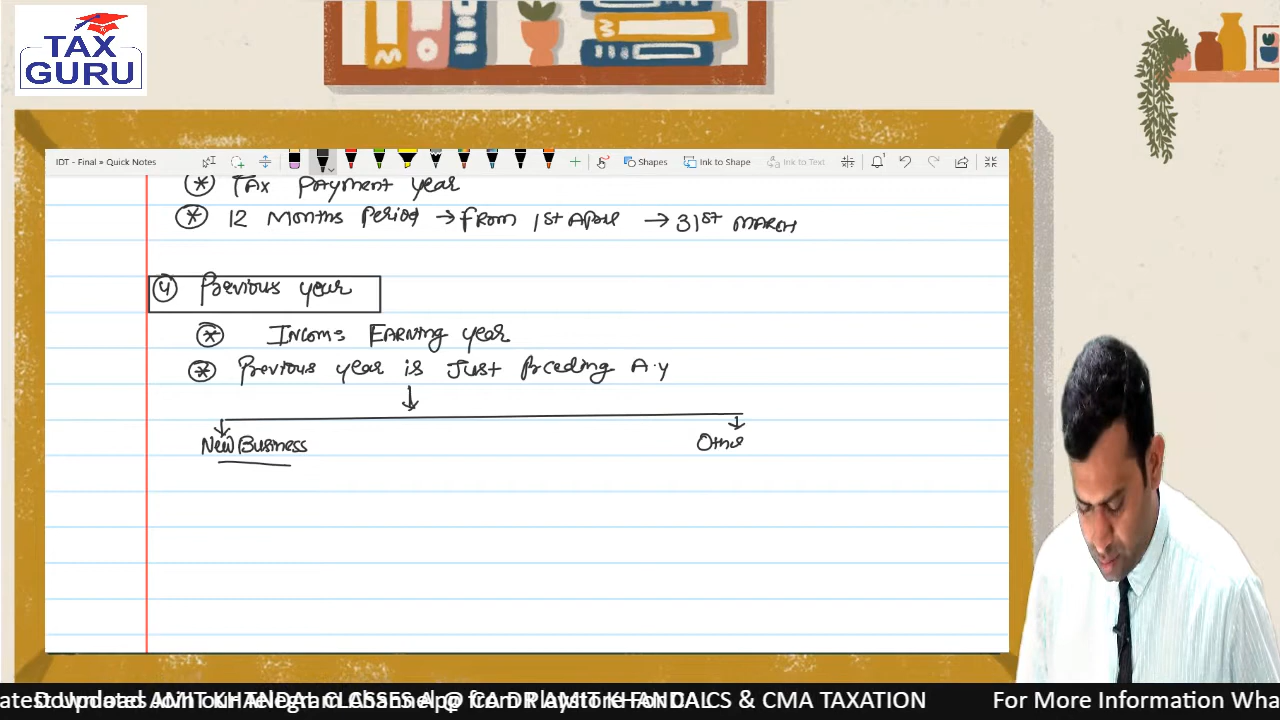 TAX
GURU
IDT - Final » Quick Notes
Shapes
Ink to Shape
Ink to Text
* Tax Payment year
* 12 Months Period → from 1st April → 31st March
4 Previous year
* Income Earning year
* Previous year is Just preceding A.y
New Business
Other
TAXATION
For More Information Wha